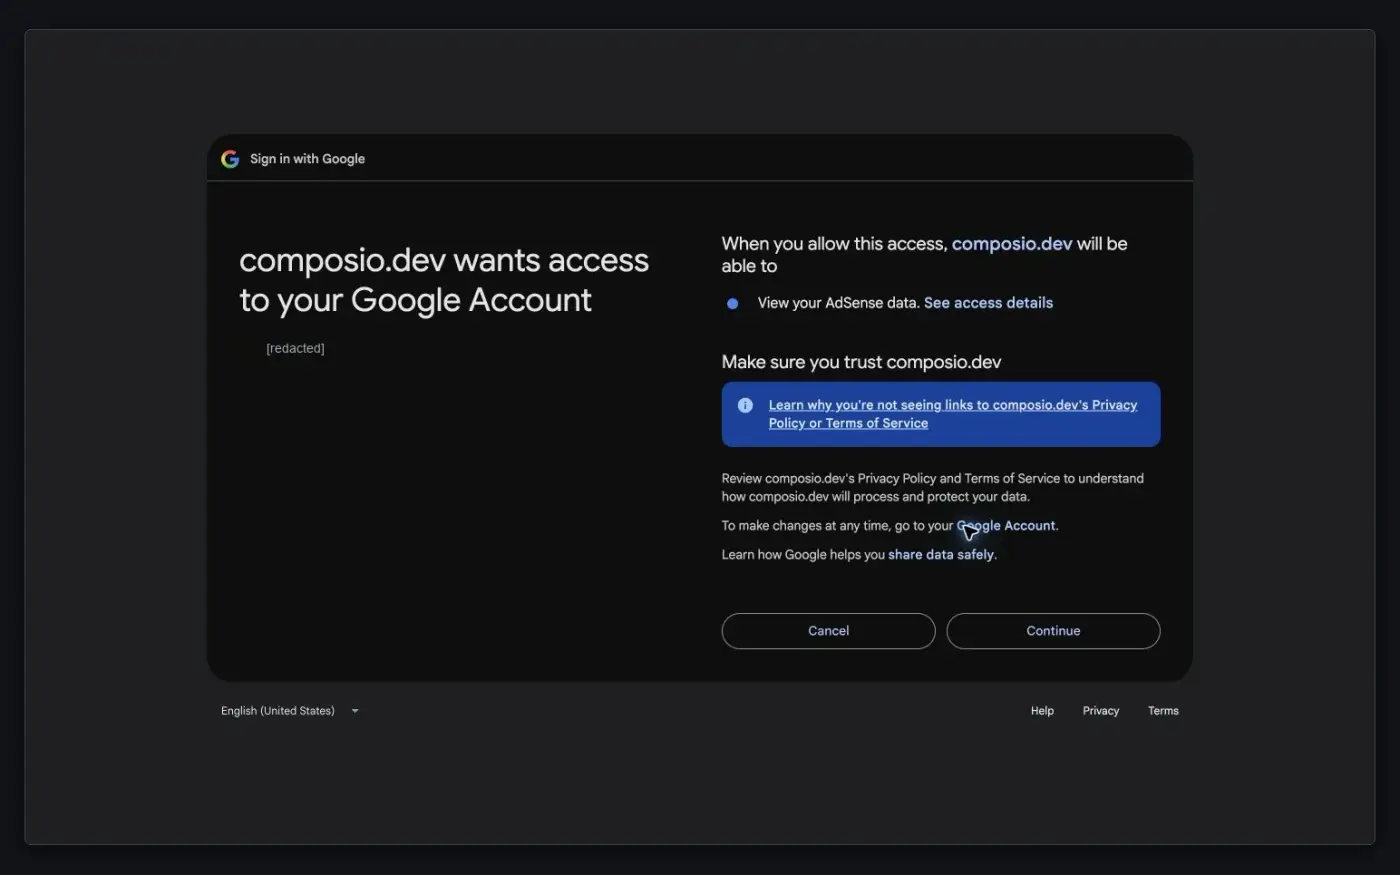 Sign in with Google
composio.dev wants access
to your Google Account
[redacted]
When you allow this access, composio.dev will be
able to
View your AdSense data. See access details
Make sure you trust composio.dev
Learn why you're not seeing links to composio.dev's Privacy
Policy or Terms of Service
Review composio.dev's Privacy Policy and Terms of Service to understand
how composio.dev will process and protect your data.
To make changes at any time, go to your Google Account.
Learn how Google helps you share data safely.
Cancel
Continue
English (United States)
Help
Privacy
Terms